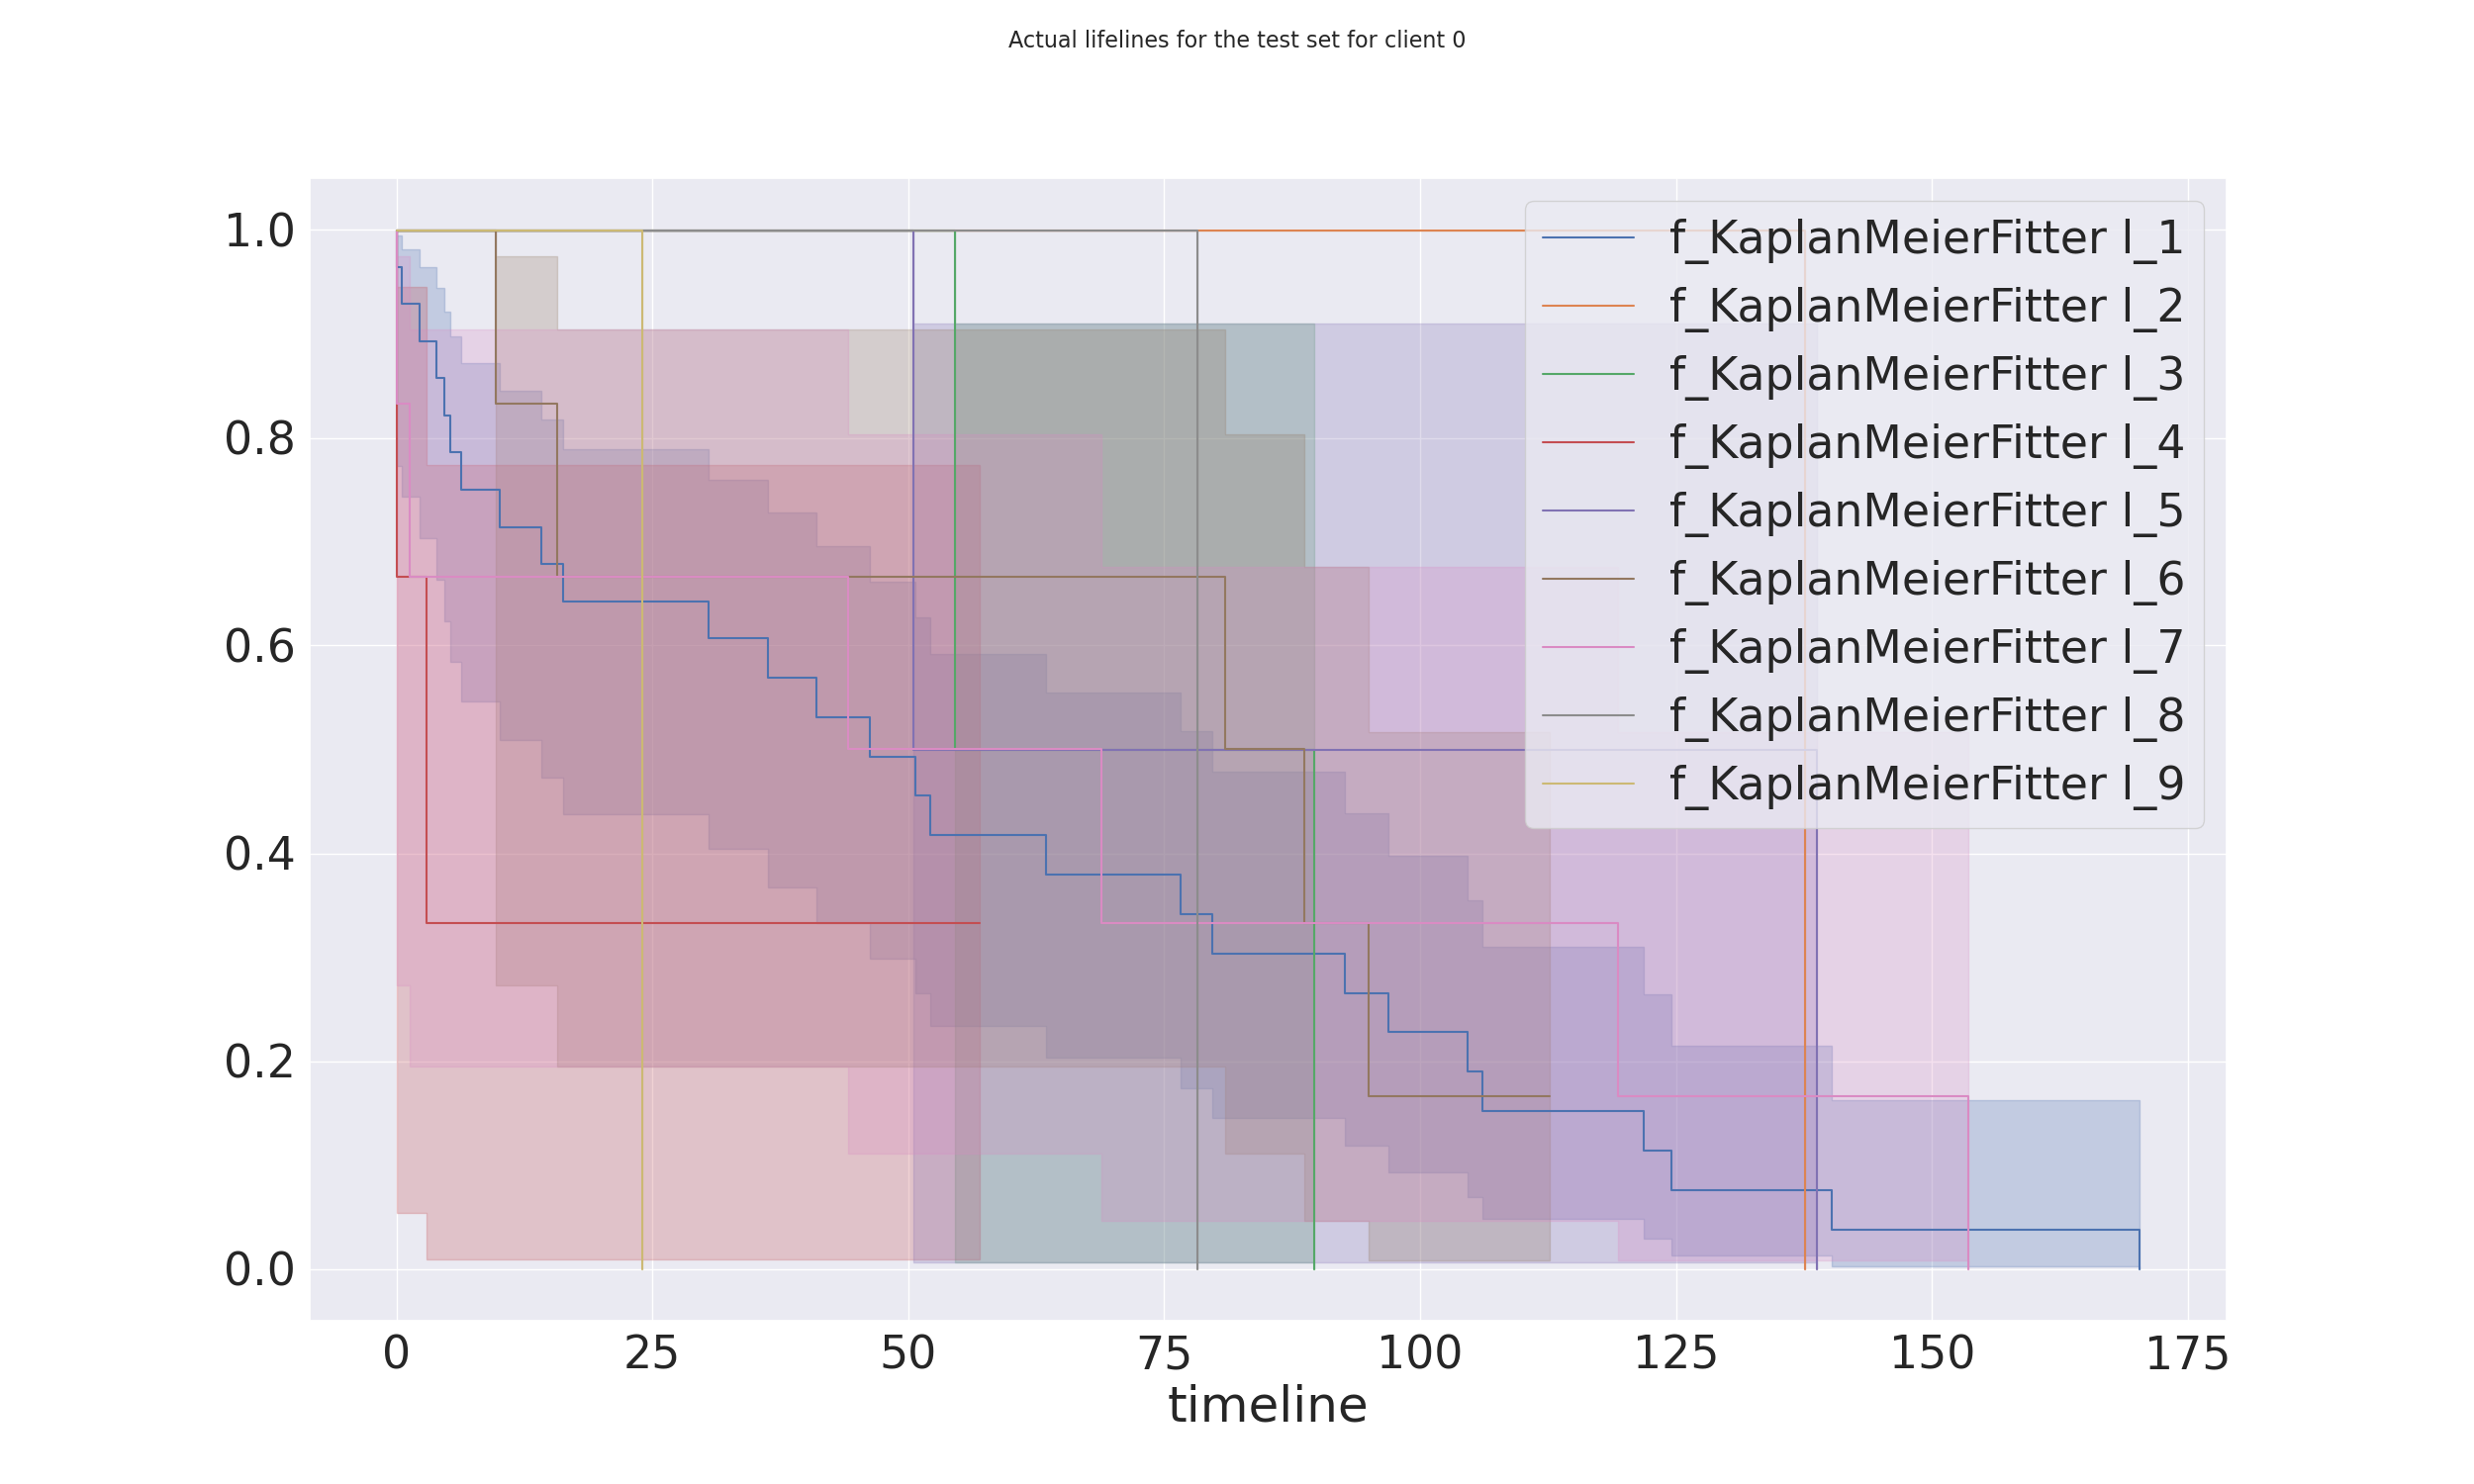 Actual lifelines for the test set for client 0
1.0
0.8
0.6
0.4
0.2
0.0
f_KaplanMeierFitter l_1
f_KaplanMeierFitter l_2
f_KaplanMeierFitter l_3
f_KaplanMeierFitter l_4
f_KaplanMeierFitter l_5
f_KaplanMeierFitter l_6
f_KaplanMeierFitter l_7
f_KaplanMeierFitter l_8
f_KaplanMeierFitter l_9
0 25 50 75 100 125 150 175
timeline